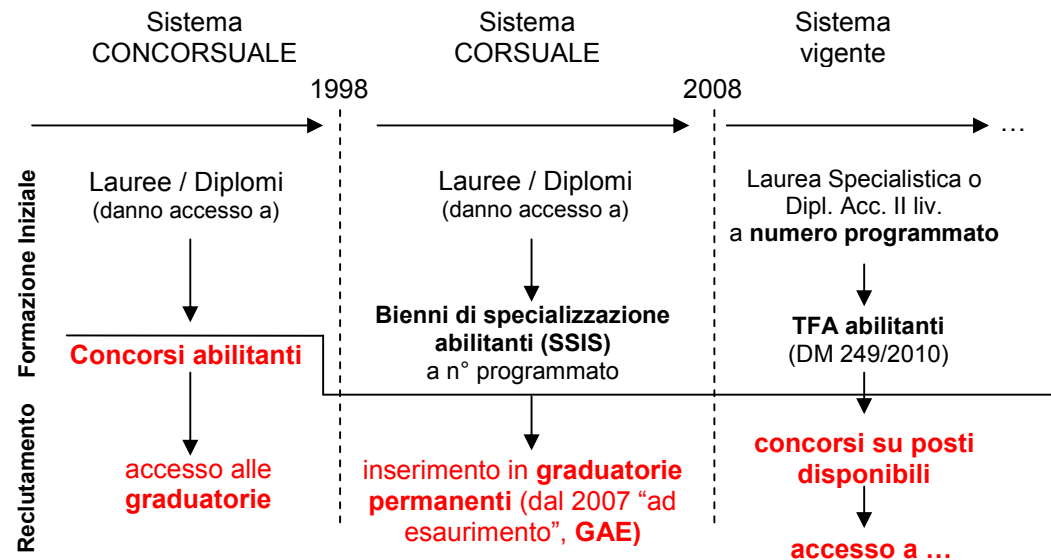 Sistema
CONCORSUALE
Sistema
CORSUALE
Sistema
vigente
1998
2008
…
Formazione Iniziale
Lauree / Diplomi
(danno accesso a)
Lauree / Diplomi
(danno accesso a)
Laurea Specialistica o
Dipl. Acc. II liv.
a numero programmato
Concorsi abilitanti
Bienni di specializzazione
abilitanti (SSIS)
a n° programmato
TFA abilitanti
(DM 249/2010)
Reclutamento
accesso alle
graduatorie
inserimento in graduatorie
permanenti (dal 2007 “ad
esaurimento”, GAE)
concorsi su posti
disponibili
accesso a …